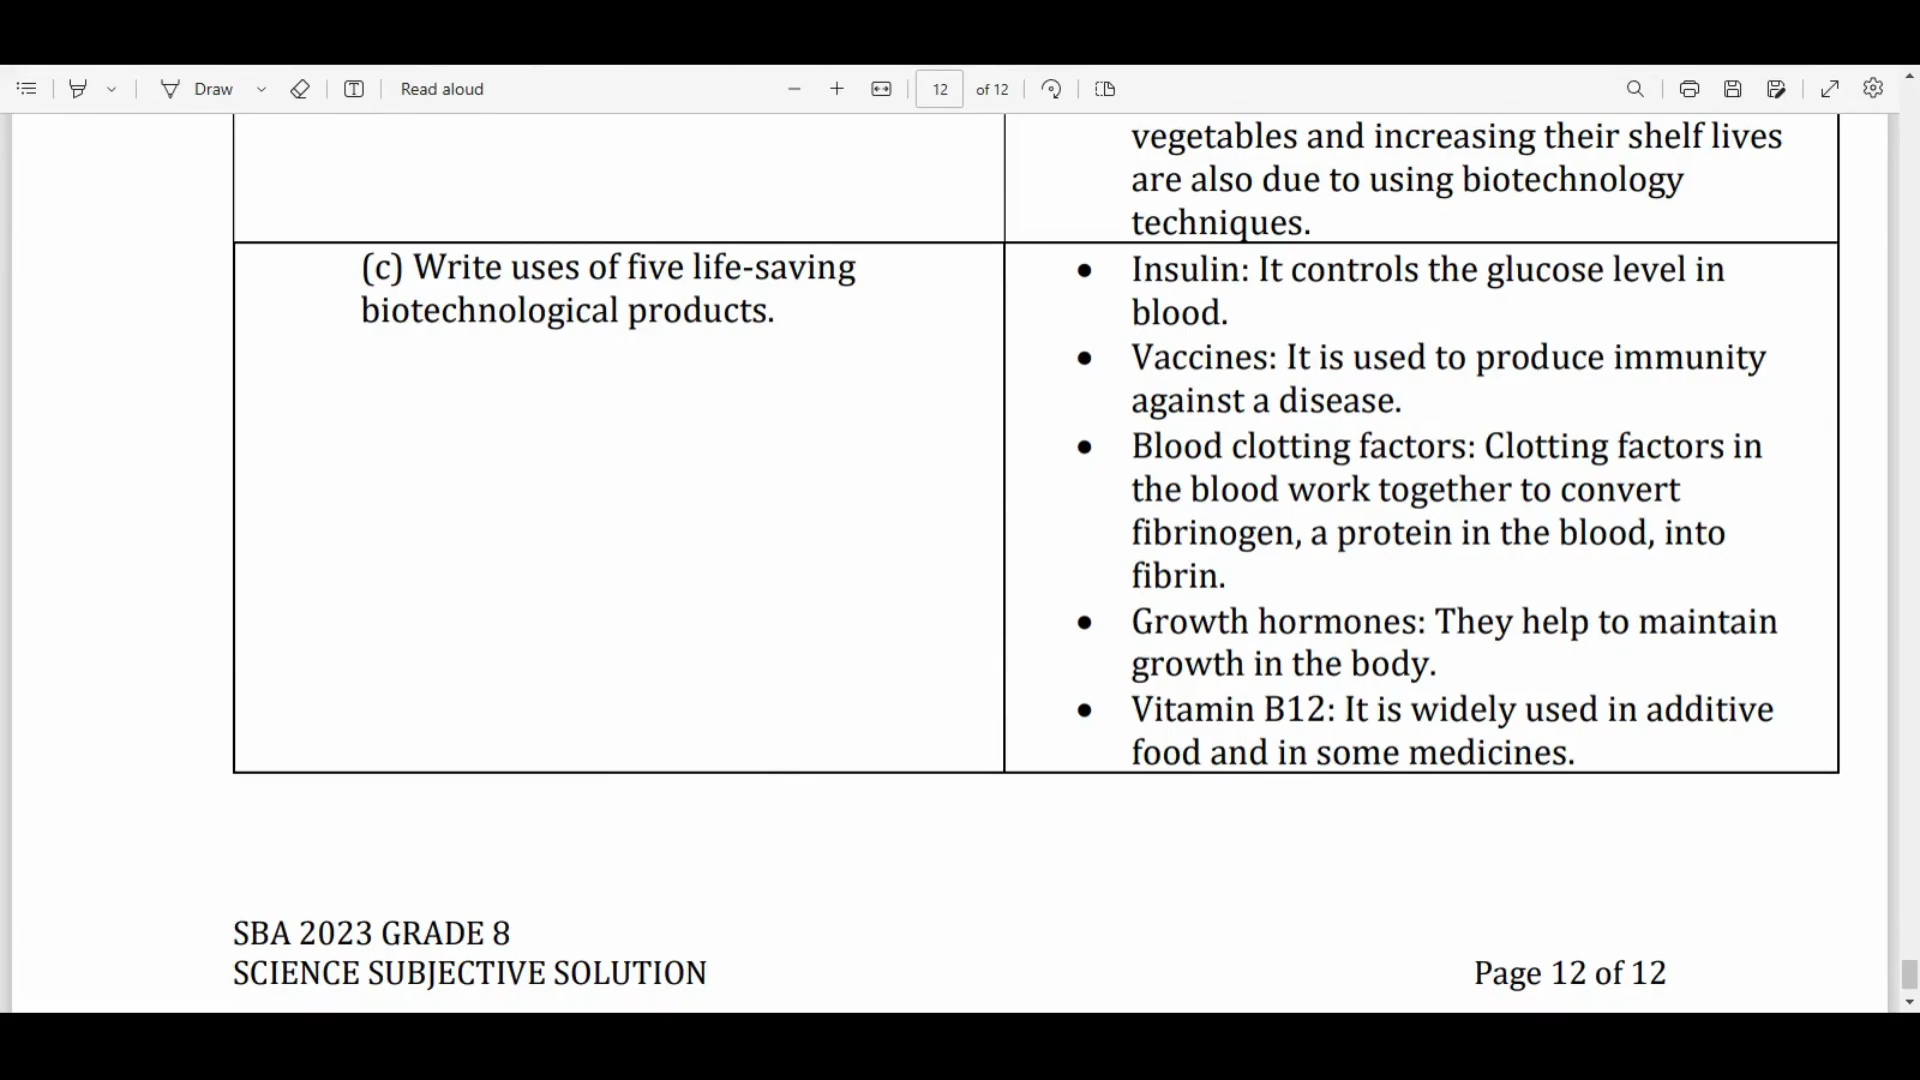 Draw
Read aloud
12 of 12
vegetables and increasing their shelf lives
are also due to using biotechnology
techniques.
(c) Write uses of five life-saving
biotechnological products.
• Insulin: It controls the glucose level in
blood.
• Vaccines: It is used to produce immunity
against a disease.
• Blood clotting factors: Clotting factors in
the blood work together to convert
fibrinogen, a protein in the blood, into
fibrin.
• Growth hormones: They help to maintain
growth in the body.
• Vitamin B12: It is widely used in additive
food and in some medicines.
SBA 2023 GRADE 8
SCIENCE SUBJECTIVE SOLUTION
Page 12 of 12